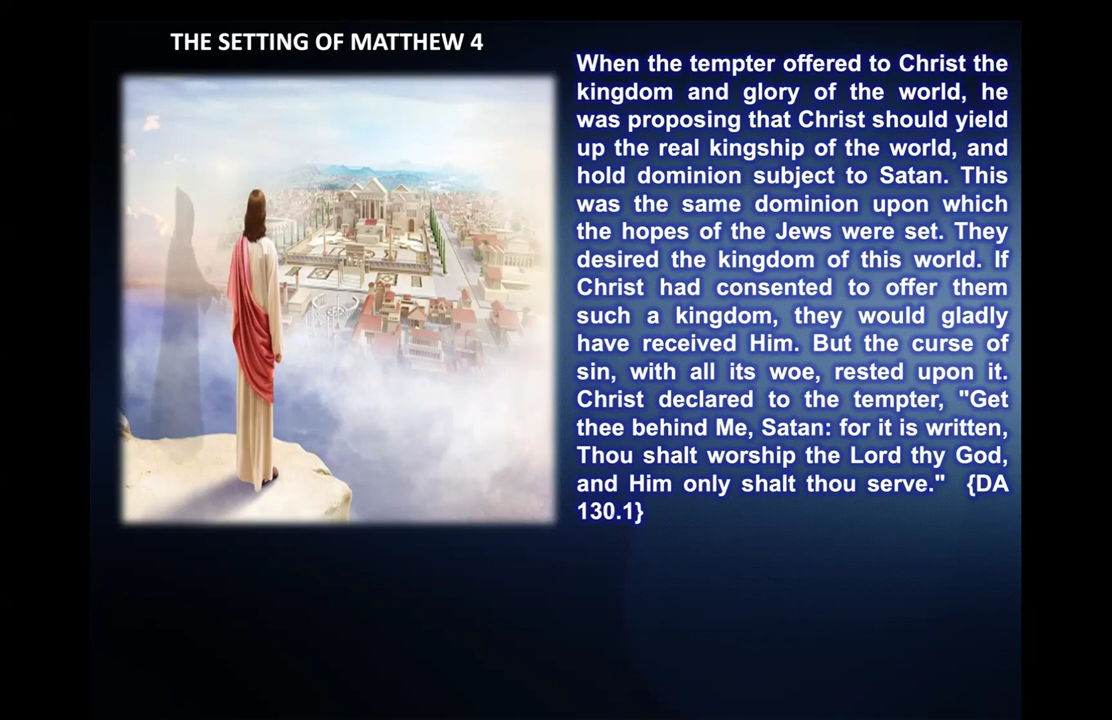 THE SETTING OF MATTHEW 4
When the tempter offered to Christ the
kingdom and glory of the world, he
was proposing that Christ should yield
up the real kingship of the world, and
hold dominion subject to Satan. This
was the same dominion upon which
the hopes of the Jews were set. They
desired the kingdom of this world. If
Christ had consented to offer them
such a kingdom, they would gladly
have received Him. But the curse of
sin, with all its woe, rested upon it.
Christ declared to the tempter, "Get
thee behind Me, Satan: for it is written,
Thou shalt worship the Lord thy God,
and Him only shalt thou serve." {DA
130.1}